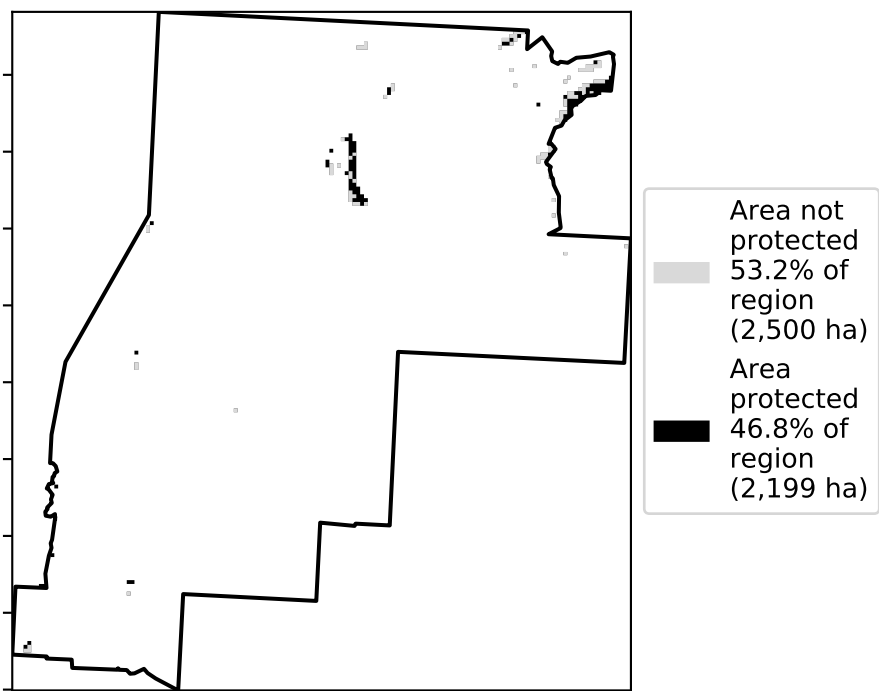 Area not
protected
53.2% of
region
(2,500 ha)
Area
protected
46.8% of
region
(2,199 ha)